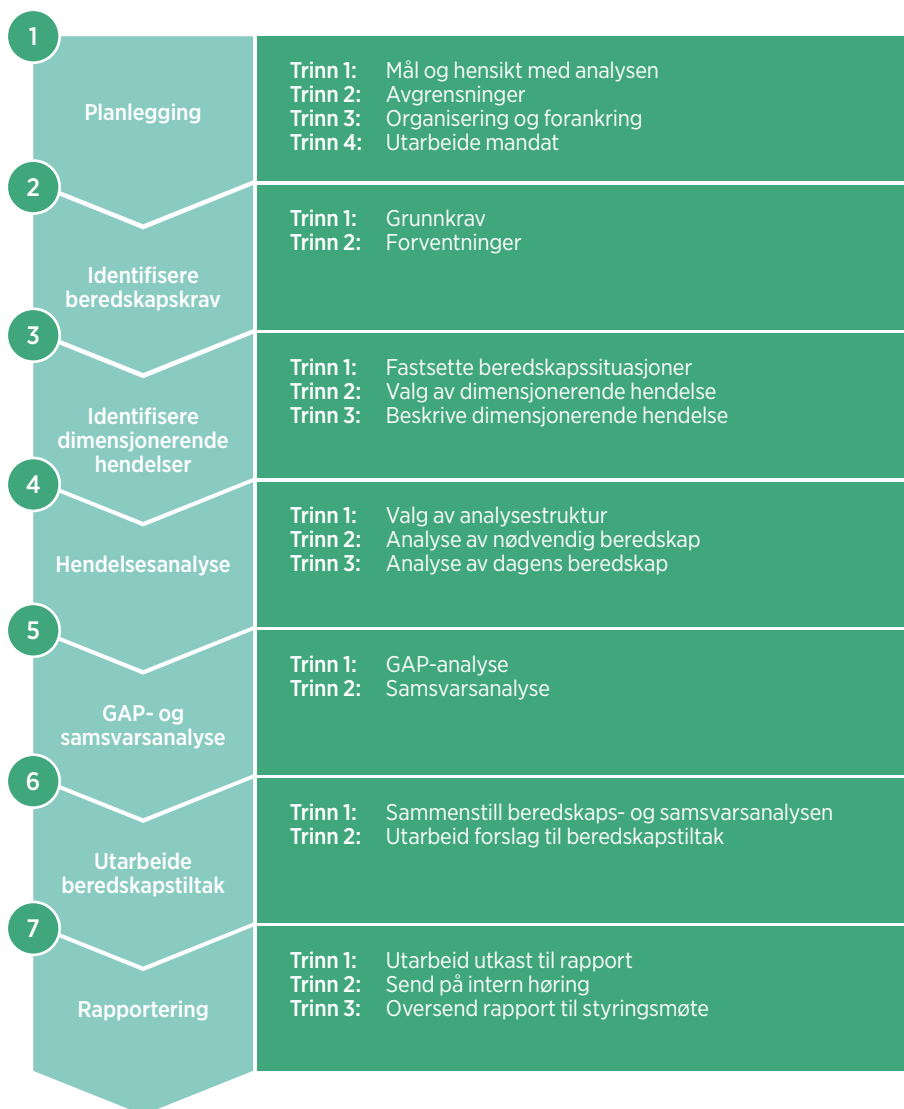 1
Planlegging
Trinn 1: Mål og hensikt med analysen
Trinn 2: Avgrensninger
Trinn 3: Organisering og forankring
Trinn 4: Utarbeide mandat
2
Identifisere
beredskapskrav
Trinn 1: Grunnkrav
Trinn 2: Forventninger
3
Identifisere
dimensjonerende
hendelser
Trinn 1: Fastsette beredskapssituasjoner
Trinn 2: Valg av dimensjonerende hendelse
Trinn 3: Beskrive dimensjonerende hendelse
4
Hendelsesanalyse
Trinn 1: Valg av analysestruktur
Trinn 2: Analyse av nødvendig beredskap
Trinn 3: Analyse av dagens beredskap
5
GAP- og
samsvarsanalyse
Trinn 1: GAP-analyse
Trinn 2: Samsvarsanalyse
6
Utarbeide
beredskapstiltak
Trinn 1: Sammenstill beredskaps- og samsvarsanalysen
Trinn 2: Utarbeid forslag til beredskapstiltak
7
Rapportering
Trinn 1: Utarbeid utkast til rapport
Trinn 2: Send på intern høring
Trinn 3: Oversend rapport til styringsmøte